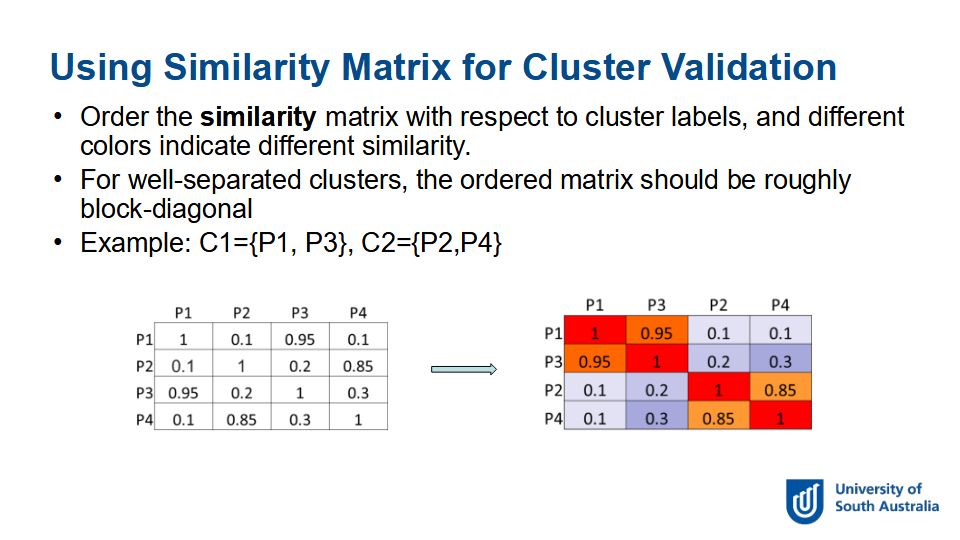 Using Similarity Matrix for Cluster Validation
• Order the similarity matrix with respect to cluster labels, and different
colors indicate different similarity.
• For well-separated clusters, the ordered matrix should be roughly
block-diagonal
• Example: C1={P1, P3}, C2={P2,P4}
P1 P2 P3 P4
P1 1 0.1 0.95 0.1
P2 0.1 1 0.2 0.85
P3 0.95 0.2 1 0.3
P4 0.1 0.85 0.3 1
P1 P3 P2 P4
P1 1 0.95 0.1 0.1
P3 0.95 1 0.2 0.3
P2 0.1 0.2 1 0.85
P4 0.1 0.3 0.85 1
University of
South Australia